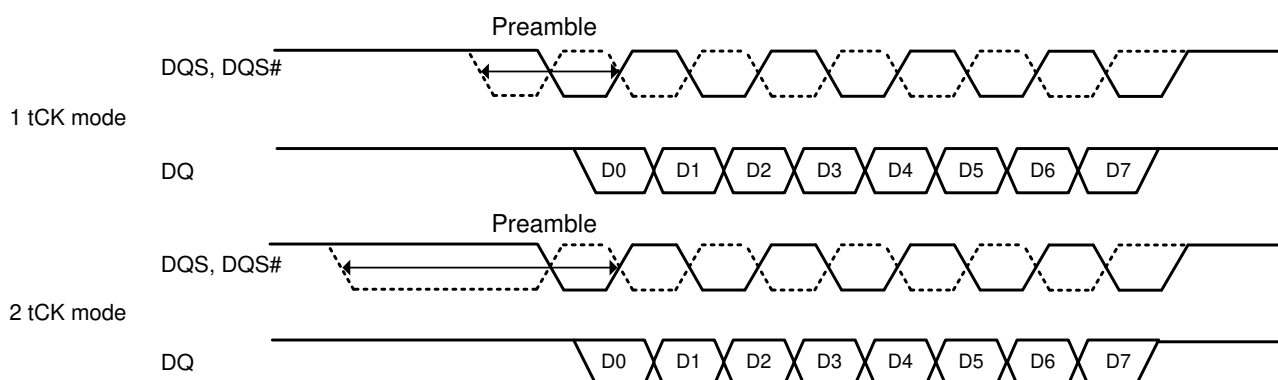 Preamble
DQS, DQS#
1 tCK mode
DQ
D0 D1 D2 D3 D4 D5 D6 D7
Preamble
DQS, DQS#
2 tCK mode
DQ
D0 D1 D2 D3 D4 D5 D6 D7